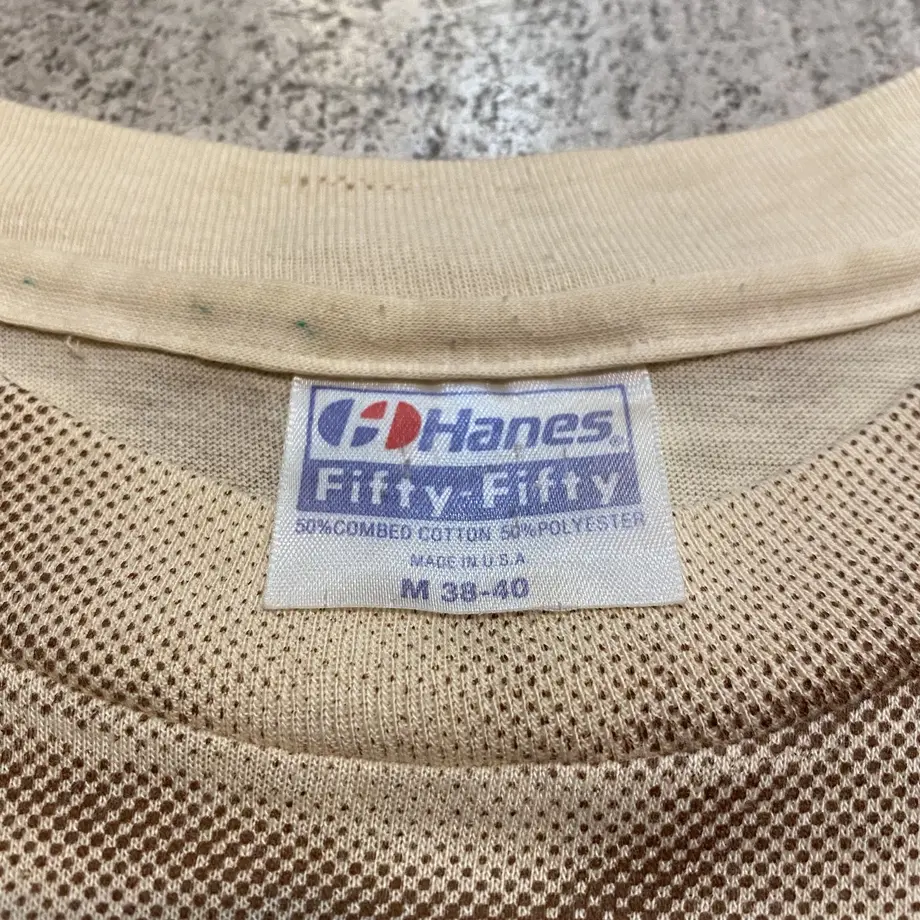 Hanes®
Fifty-Fifty
50%COMBED COTTON 50%POLYESTER
MADE IN U.S.A
M 38-40